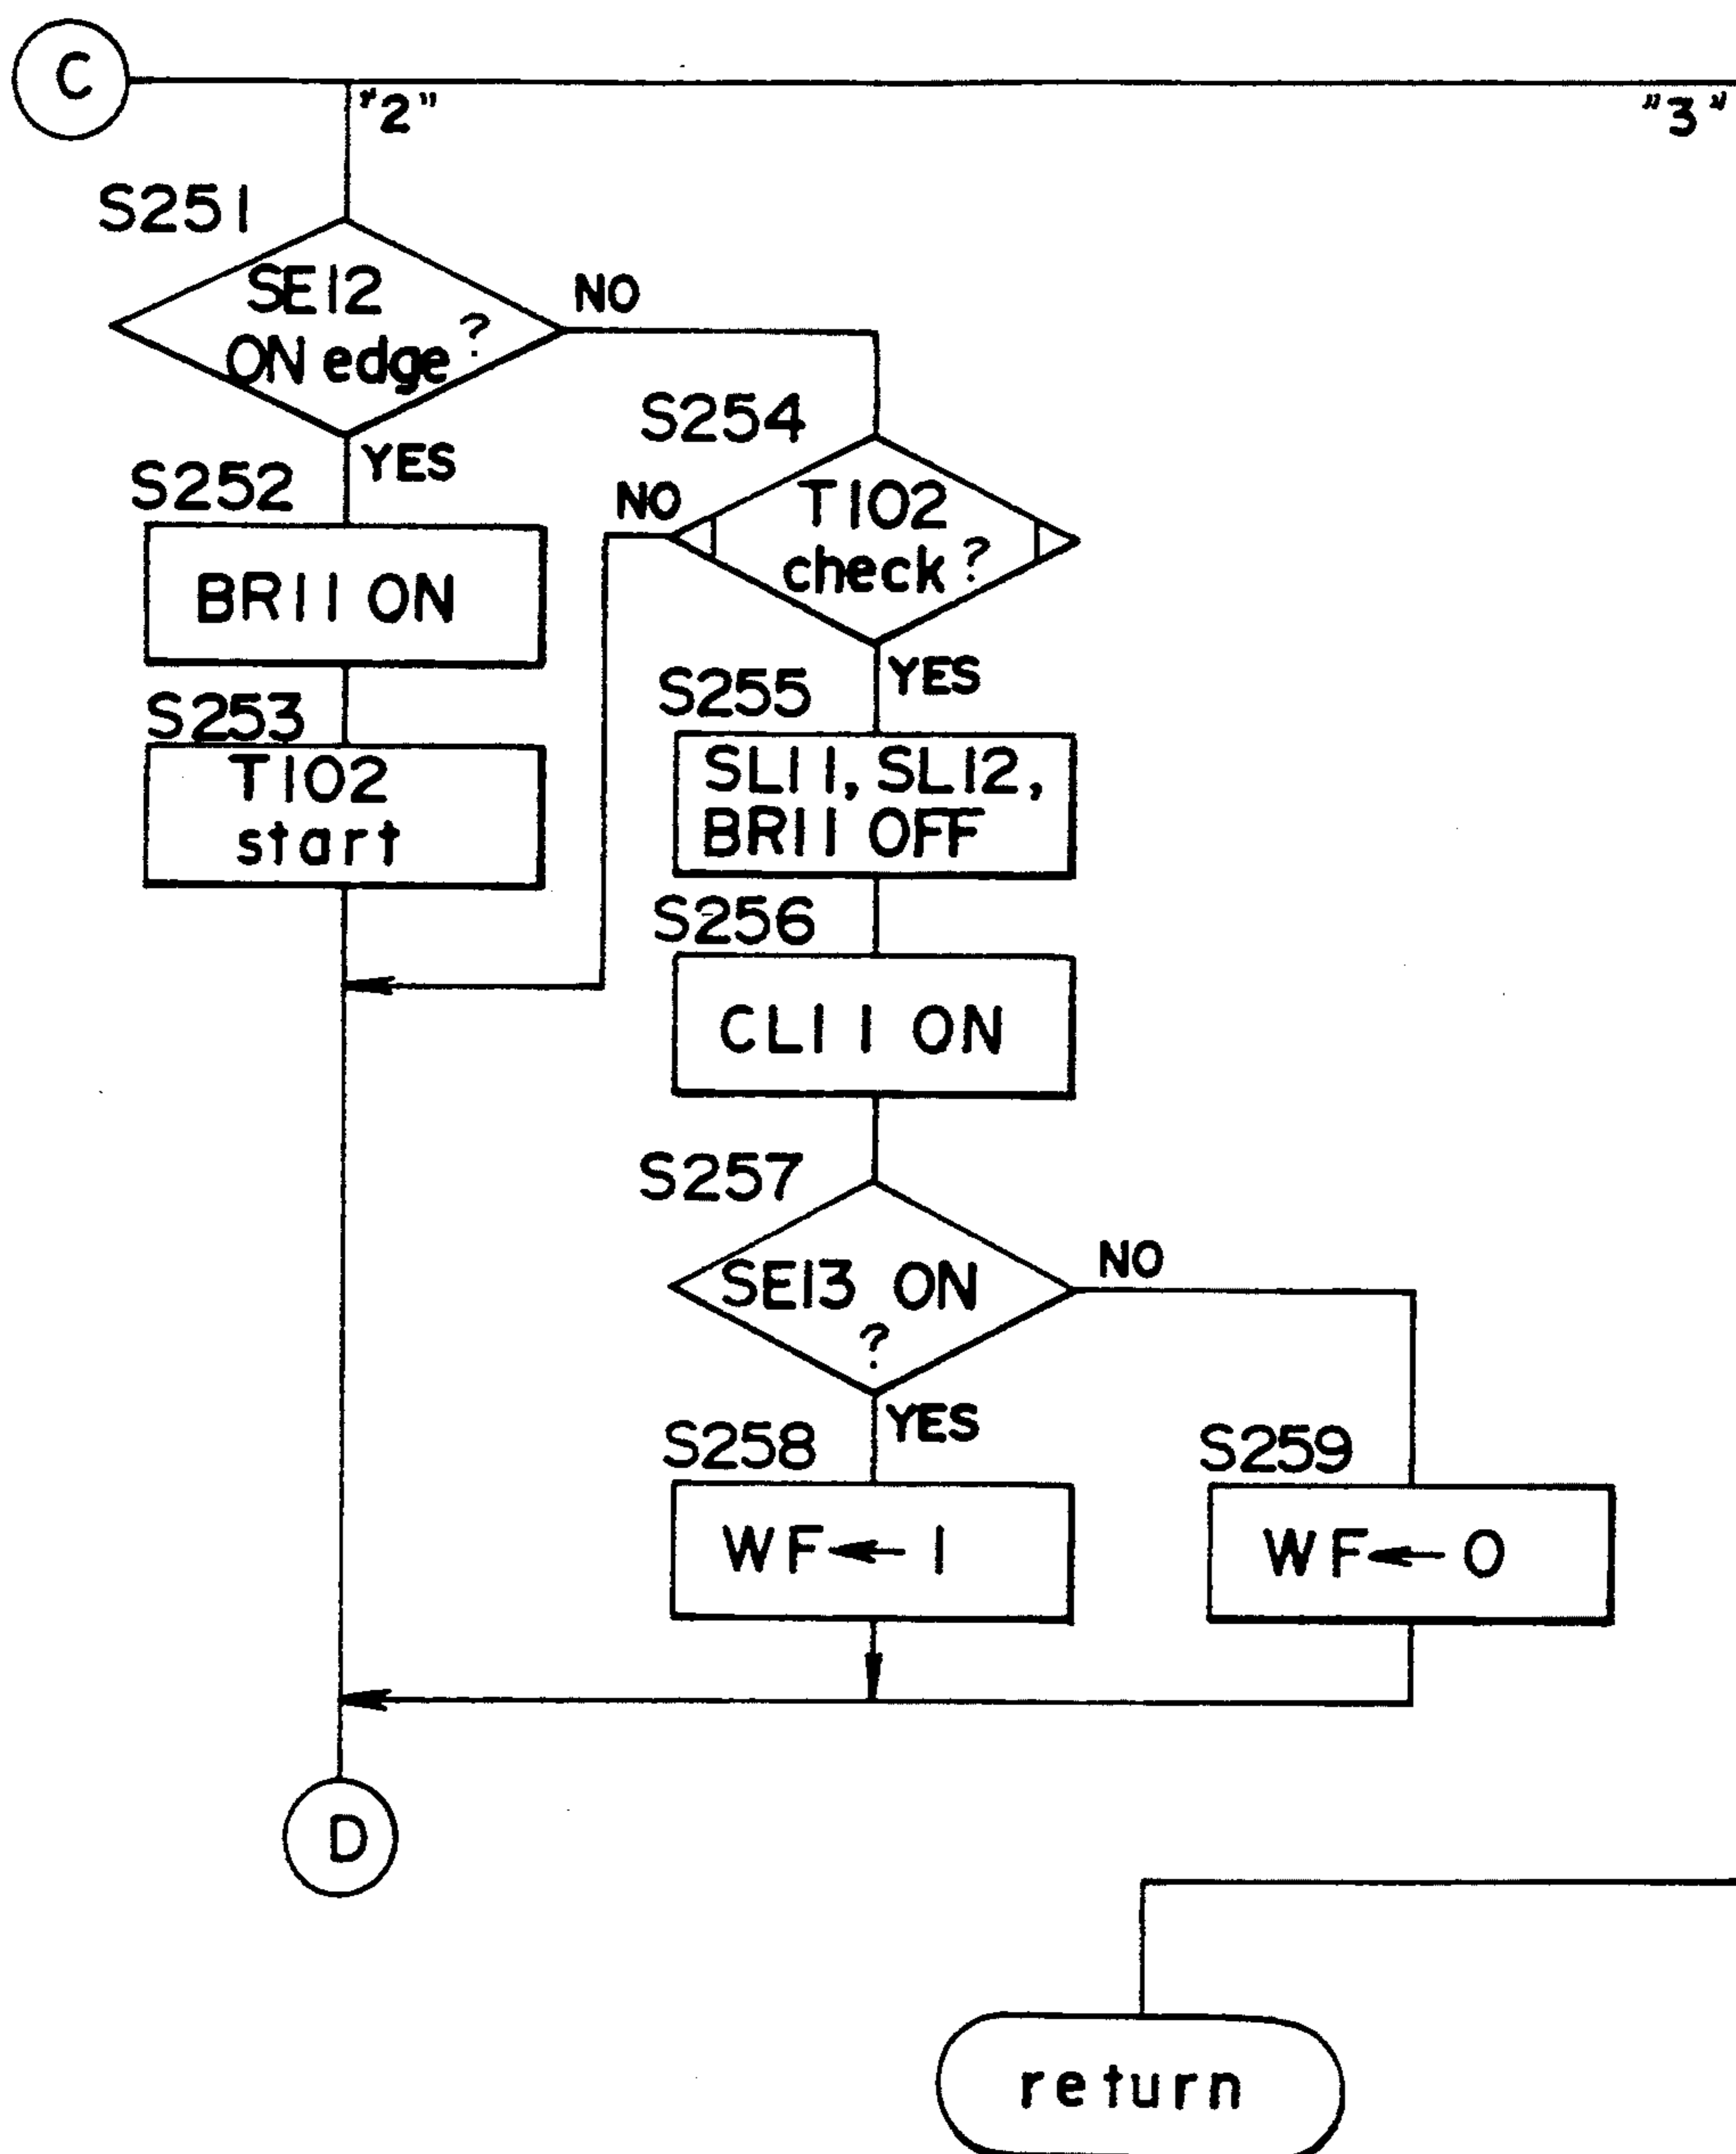 C
"2"
"3"
S251
SE12
ON edge ?
NO
YES
S252
BR11 ON
S253
T102
start
S254
NO
T102
check ?
YES
S255
SL11, SL12,
BR11 OFF
S256
CL11 ON
S257
SE13 ON
?
NO
YES
S258
WF ← 1
S259
WF ← 0
D
return